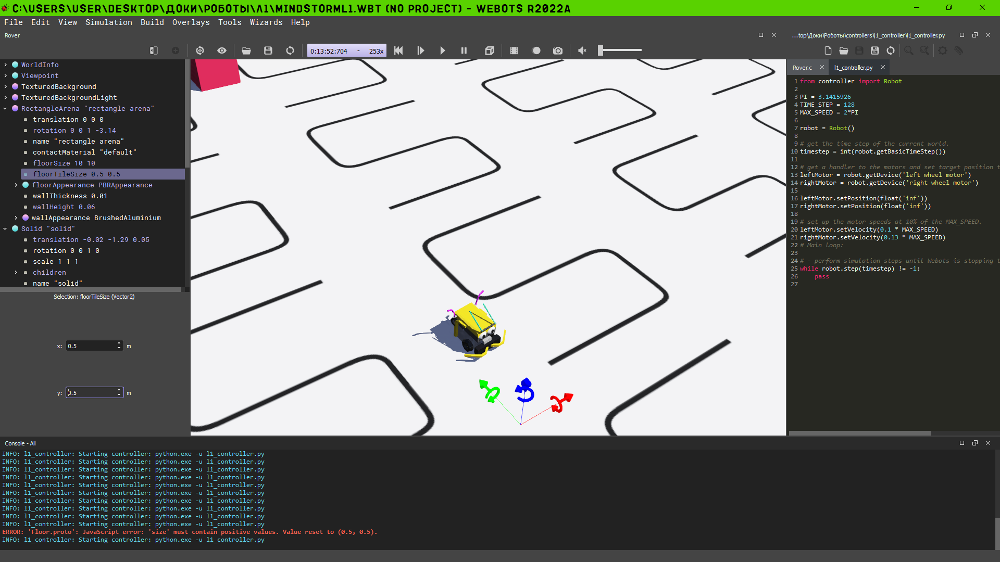 C:\USERS\USER\DESKTOP\ДОКИ\РОБОТЫ\Л1\MINDSTORML1.WBT (NO PROJECT) - WEBOTS R2022A
File Edit View Simulation Build Overlays Tools Wizards Help
Rover
...top\Доки\Роботы\controllers\l1_controller\l1_controller.py
0:13:52:704 - 253x
WorldInfo
Viewpoint
TexturedBackground
TexturedBackgroundLight
RectangleArena "rectangle arena"
translation 0 0 0
rotation 0 0 1 -3.14
name "rectangle arena"
contactMaterial "default"
floorSize 10 10
floorTileSize 0.5 0.5
floorAppearance PBRAppearance
wallThickness 0.01
wallHeight 0.06
wallAppearance BrushedAluminium
Solid "solid"
translation -0.02 -1.29 0.05
rotation 0 0 1 0
scale 1 1 1
children
name "solid"
Selection: floorTileSize (Vector2)
x: 0.5 m
y: 0.5 m
Rover.c
l1_controller.py
1 from controller import Robot
2
3 PI = 3.1415926
4 TIME_STEP = 128
5 MAX_SPEED = 2*PI
6
7 robot = Robot()
8
9 # get the time step of the current world.
10 timestep = int(robot.getBasicTimeStep())
11
12 # get a handler to the motors and set target position t
13 leftMotor = robot.getDevice('left wheel motor')
14 rightMotor = robot.getDevice('right wheel motor')
15
16 leftMotor.setPosition(float('inf'))
17 rightMotor.setPosition(float('inf'))
18
19 # set up the motor speeds at 10% of the MAX_SPEED.
20 leftMotor.setVelocity(0.1 * MAX_SPEED)
21 rightMotor.setVelocity(0.13 * MAX_SPEED)
22 # Main loop:
23
24 # - perform simulation steps until Webots is stopping t
25 while robot.step(timestep) != -1:
26 pass
27
Console - All
INFO: l1_controller: Starting controller: python.exe -u l1_controller.py
INFO: l1_controller: Starting controller: python.exe -u l1_controller.py
INFO: l1_controller: Starting controller: python.exe -u l1_controller.py
INFO: l1_controller: Starting controller: python.exe -u l1_controller.py
INFO: l1_controller: Starting controller: python.exe -u l1_controller.py
INFO: l1_controller: Starting controller: python.exe -u l1_controller.py
INFO: l1_controller: Starting controller: python.exe -u l1_controller.py
INFO: l1_controller: Starting controller: python.exe -u l1_controller.py
INFO: l1_controller: Starting controller: python.exe -u l1_controller.py
INFO: l1_controller: Starting controller: python.exe -u l1_controller.py
ERROR: 'Floor.proto': JavaScript error: 'size' must contain positive values. Value reset to (0.5, 0.5).
INFO: l1_controller: Starting controller: python.exe -u l1_controller.py